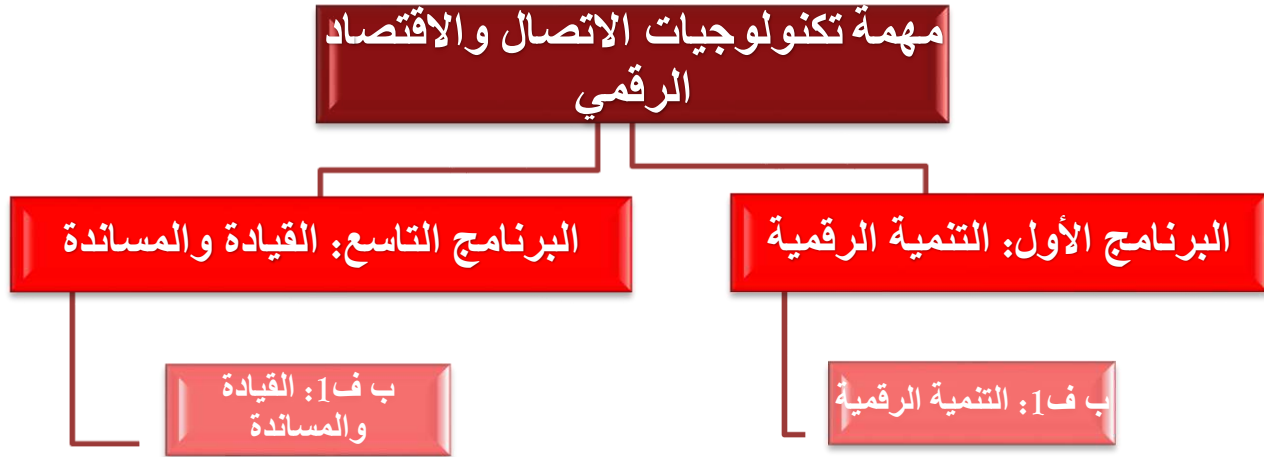 مهمة تكنولوجيات الاتصال والاقتصاد
الرقمي
البرنامج الأول: التنمية الرقمية
البرنامج التاسع: القيادة والمساندة
ب ف1: التنمية الرقمية
ب ف1: القيادة
والمساندة